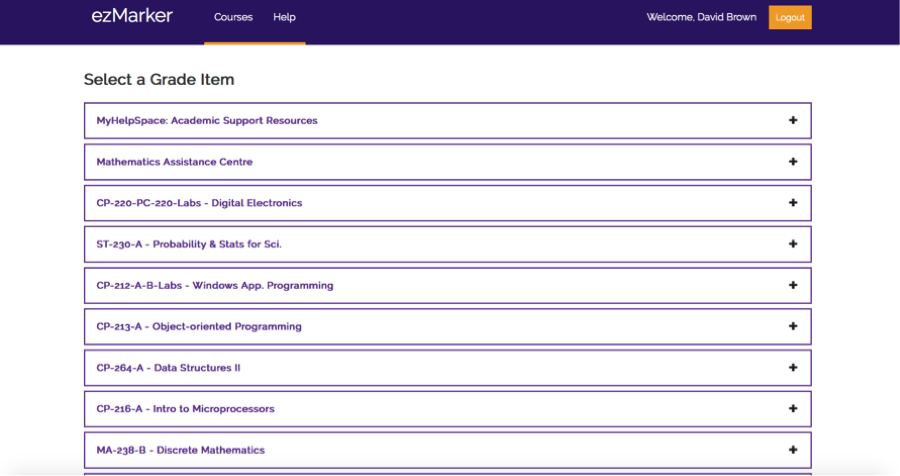 ezMarker
Courses
Help
Welcome, David Brown
Logout
Select a Grade Item
MyHelpSpace: Academic Support Resources
Mathematics Assistance Centre
CP-220-PC-220-Labs - Digital Electronics
ST-230-A - Probability & Stats for Sci.
CP-212-A-B-Labs - Windows App. Programming
CP-213-A - Object-oriented Programming
CP-264-A - Data Structures II
CP-216-A - Intro to Microprocessors
MA-238-B - Discrete Mathematics